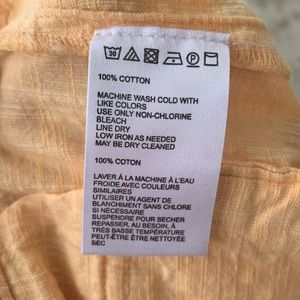 30
100% COTTON
MACHINE WASH COLD WITH
LIKE COLORS
USE ONLY NON-CHLORINE
BLEACH
LINE DRY
LOW IRON AS NEEDED
MAY BE DRY CLEANED
100% COTON
LAVER À LA MACHINE À L'EAU
FROIDE AVEC COULEURS
SIMILAIRES
UTILISER UN AGENT DE
BLANCHIMENT SANS CHLORE
SI NÉCESSAIRE
SUSPENDRE POUR SECHER
REPASSER, AU BESOIN, À
TRÈS BASSE TEMPÉRATURE
PEUT-ÊTRE ÊTRE NETTOYÉE
SEC